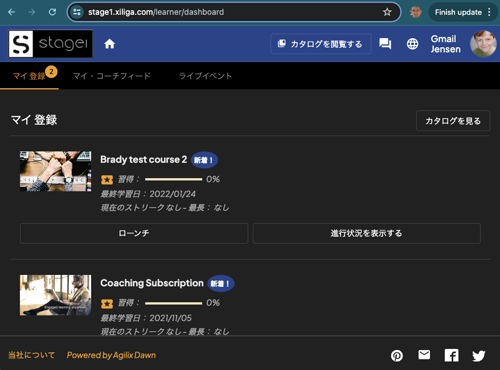 stage1.xiliga.com/learner/dashboard
Finish update
S stage1
カタログを閲覧する
Gmail
Jensen
マイ 登録 2
マイ・コーチフィード
ライブイベント
マイ 登録
カタログを見る
Brady test course 2 新着！
習得： 0%
最終学習日：2022/01/24
現在のストリーク なし - 最長： なし
ローンチ
進行状況を表示する
Coaching Subscription 新着！
習得： 0%
最終学習日：2021/11/05
現在のストリーク なし - 最長： なし
当社について
Powered by Agilix Dawn